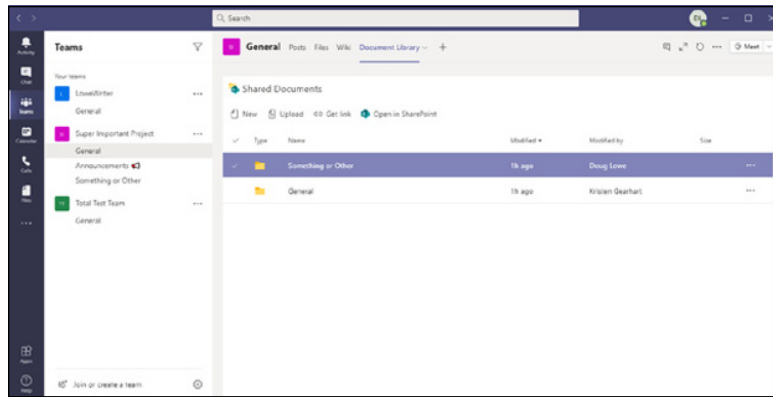 Search
Activity
Chat
Teams
Calendar
Calls
Files
Apps
Help
Teams
Your teams
LoweWriter
General
Super Important Project
General
Announcements
Something or Other
Total Test Team
General
Join or create a team
General Posts Files Wiki Document Library
Meet
Shared Documents
New Upload Get link Open in SharePoint
Type Name Modified Modified by Size
Something or Other 1h ago Doug Lowe
General 1h ago Kristen Gearhart